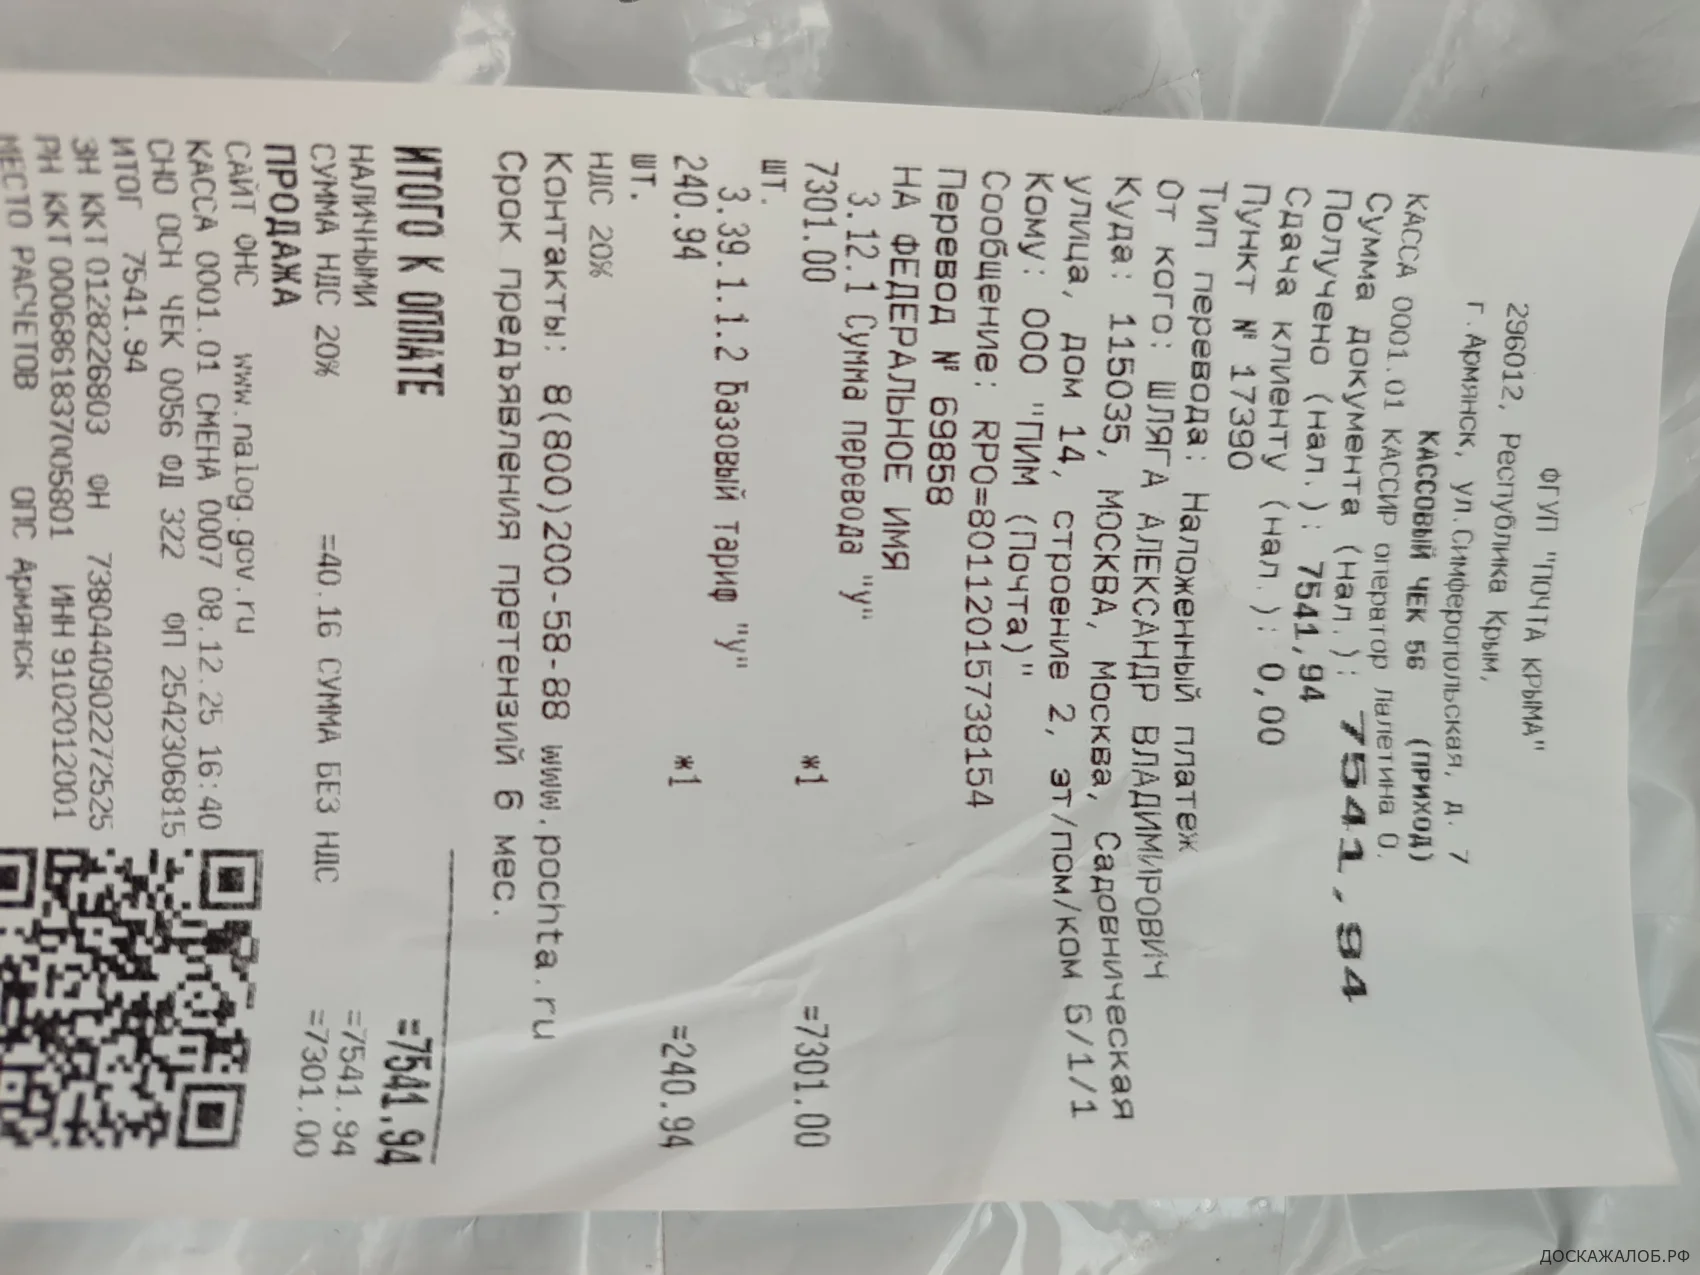 ФГУП "ПОЧТА КРЫМА"
296012, Республика Крым,
г.Армянск, ул.Симферопольская, д. 7
КАССОВЫЙ ЧЕК 56 (ПРИХОД)
КАССА 0001.01 КАССИР оператор Лапетина О.
Сумма документа (нал.): 7541,94
Получено (нал.): 7541,94
Сдача клиенту (нал.): 0,00
Пункт № 17390
Тип перевода: Наложенный платеж
От кого: ШЛЯГА АЛЕКСАНДР ВЛАДИМИРОВИЧ
Куда: 115035, МОСКВА, Москва, Садовническая
улица, дом 14, строение 2, эт/пом/ком 6/1/1
Кому: ООО "ПИМ (Почта)"
Сообщение: RPO=80112015738154
Перевод № 69858
НА ФЕДЕРАЛЬНОЕ ИМЯ
3.12.1 Сумма перевода "У"
7301.00 *1 =7301.00
шт.
3.39.1.1.2 Базовый тариф "У"
240.94 *1 =240.94
шт.
НДС 20%
Контакты: 8(800)200-58-88 www.pochta.ru
Срок предъявления претензий 6 мес.
ИТОГО К ОПЛАТЕ =7541,94
НАЛИЧНЫМИ =7541.94
СУММА НДС 20% =40.16 СУММА БЕЗ НДС =7301.00
ПРОДАЖА
САЙТ ФНС www.nalog.gov.ru
КАССА 0001.01 СМЕНА 0007 08.12.25 16:40
СНО ОСН ЧЕК 0056 ФД 322 ФП 2542306815
ИТОГ 7541.94
ЗН ККТ 0128226803 ФН 7380440902272525
РН ККТ 0006861837005801 ИНН 9102012001
МЕСТО РАСЧЕТОВ ОПС Армянск
ДОСКАЖАЛОБ.РФ